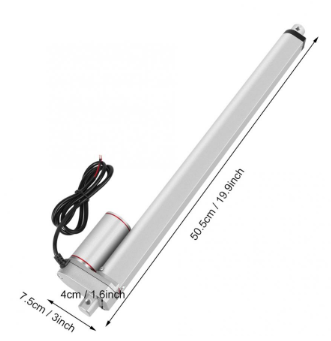 50.5cm / 19.9inch
4cm / 1.6inch
7.5cm / 3inch